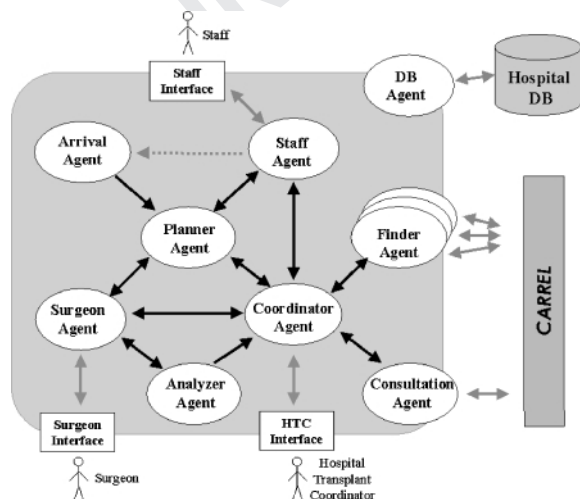 Staff
Staff
Interface
DB
Agent
Hospital
DB
Arrival
Agent
Staff
Agent
Planner
Agent
Finder
Agent
Surgeon
Agent
Coordinator
Agent
CARREL
Analyzer
Agent
Consultation
Agent
Surgeon
Interface
HTC
Interface
Surgeon
Hospital
Transplant
Coordinator